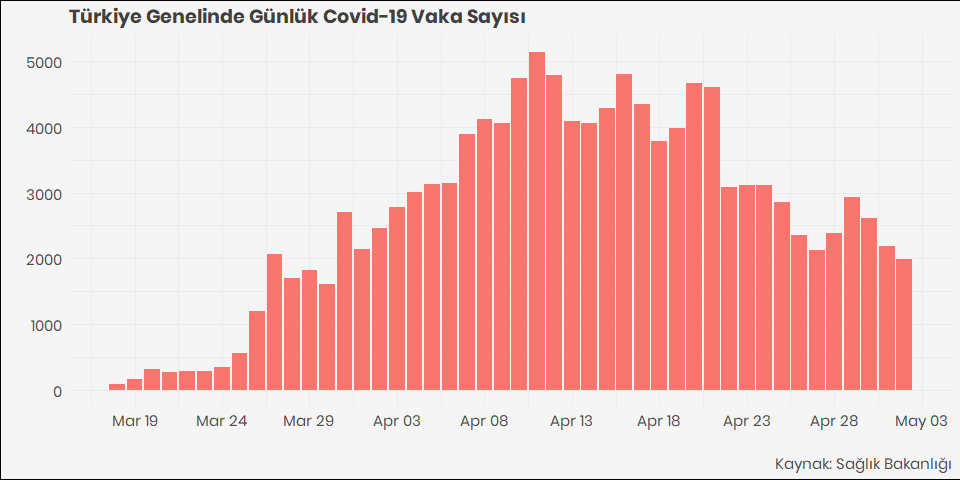 Türkiye Genelinde Günlük Covid-19 Vaka Sayısı
5000
4000
3000
2000
1000
0
Mar 19 Mar 24 Mar 29 Apr 03 Apr 08 Apr 13 Apr 18 Apr 23 Apr 28 May 03
Kaynak: Sağlık Bakanlığı